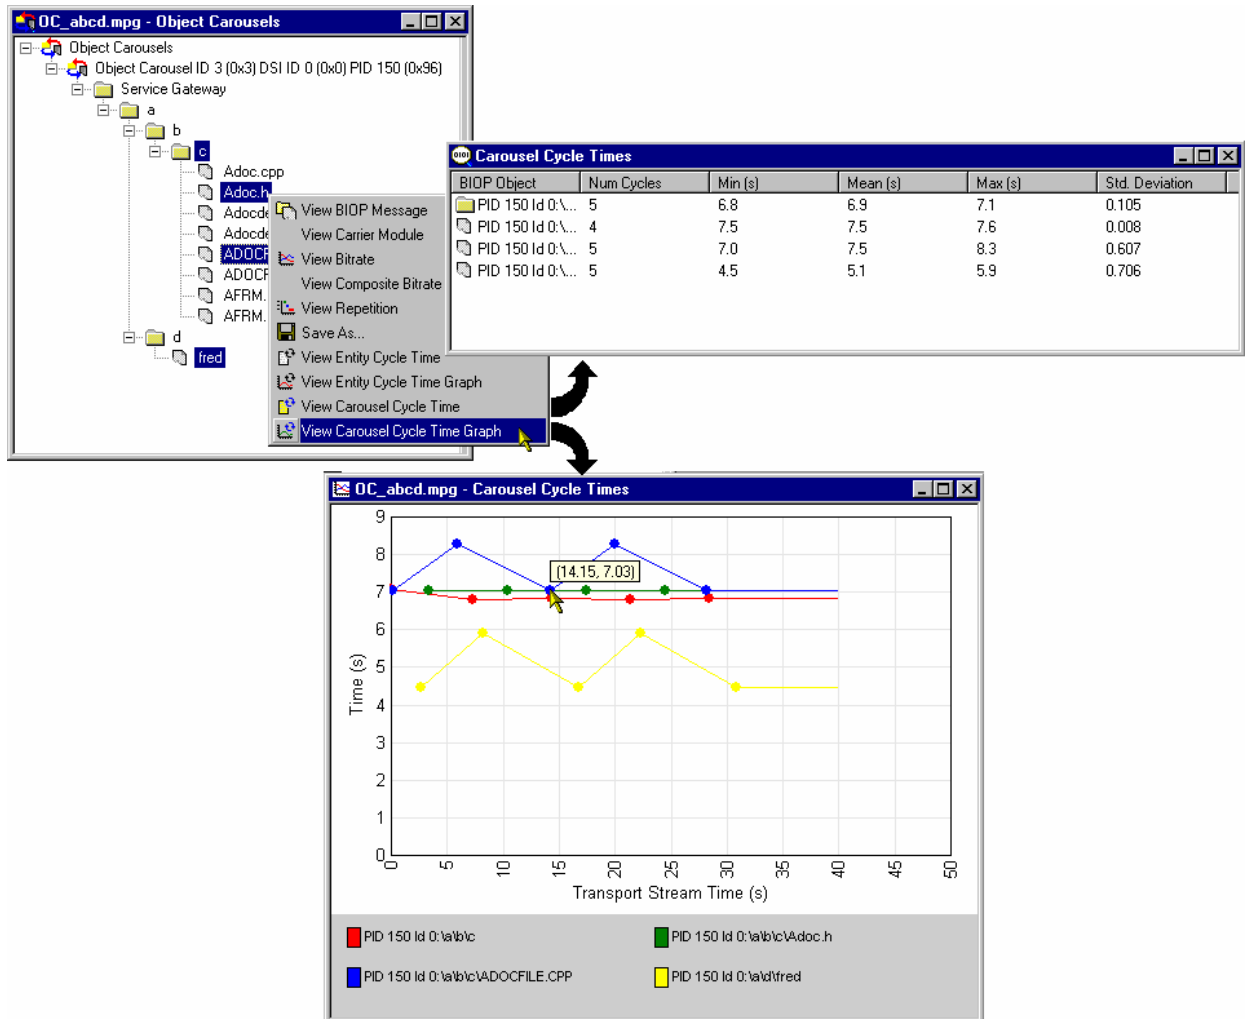 OC_abcd.mpg - Object Carousels
Object Carousels
Object Carousel ID 3 (0x3) DSI ID 0 (0x0) PID 150 (0x96)
Service Gateway
a
b
c
Adoc.cpp
Adoc.h
Adocde
Adocde
ADOCF
ADOCF
AFRM.
AFRM.
d
fred
View BIOP Message
View Carrier Module
View Bitrate
View Composite Bitrate
View Repetition
Save As...
View Entity Cycle Time
View Entity Cycle Time Graph
View Carousel Cycle Time
View Carousel Cycle Time Graph
Carousel Cycle Times
BIOP Object Num Cycles Min (s) Mean (s) Max (s) Std. Deviation
PID 150 Id 0:\... 5 6.8 6.9 7.1 0.105
PID 150 Id 0:\... 4 7.5 7.5 7.6 0.008
PID 150 Id 0:\... 5 7.0 7.5 8.3 0.607
PID 150 Id 0:\... 5 4.5 5.1 5.9 0.706
OC_abcd.mpg - Carousel Cycle Times
9
8
(14.15, 7.03)
7
6
5
4
3
2
1
0
Time (s)
0 5 10 15 20 25 30 35 40 45 50
Transport Stream Time (s)
PID 150 Id 0:\a\b\c PID 150 Id 0:\a\b\c\Adoc.h
PID 150 Id 0:\a\b\c\ADOCFILE.CPP PID 150 Id 0:\a\d\fred